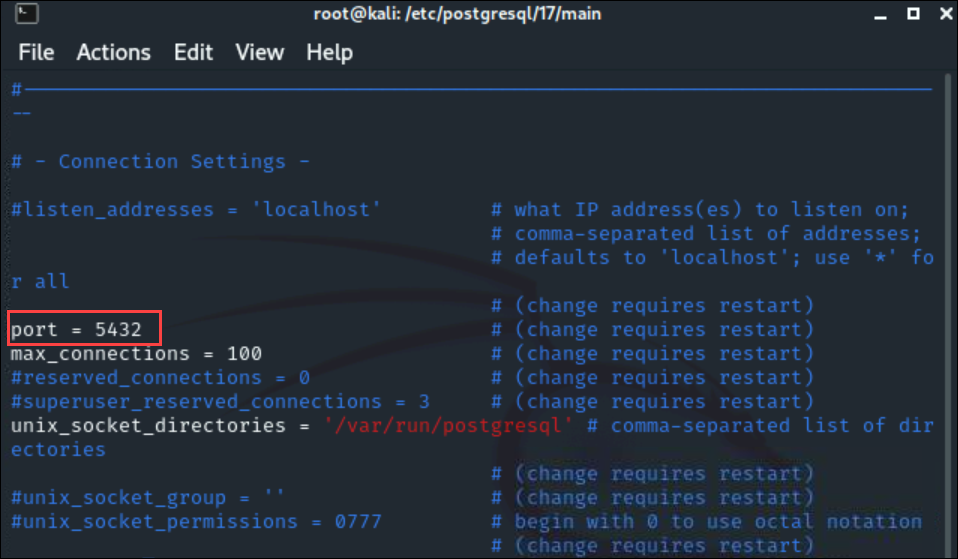 root@kali: /etc/postgresql/17/main
File Actions Edit View Help
#------------------------------------------------------------------------------
--
# - Connection Settings -
#listen_addresses = 'localhost' # what IP address(es) to listen on;
# comma-separated list of addresses;
# defaults to 'localhost'; use '*' fo
r all
# (change requires restart)
port = 5432 # (change requires restart)
max_connections = 100 # (change requires restart)
#reserved_connections = 0 # (change requires restart)
#superuser_reserved_connections = 3 # (change requires restart)
unix_socket_directories = '/var/run/postgresql' # comma-separated list of dir
ectories
# (change requires restart)
#unix_socket_group = '' # (change requires restart)
#unix_socket_permissions = 0777 # begin with 0 to use octal notation
# (change requires restart)